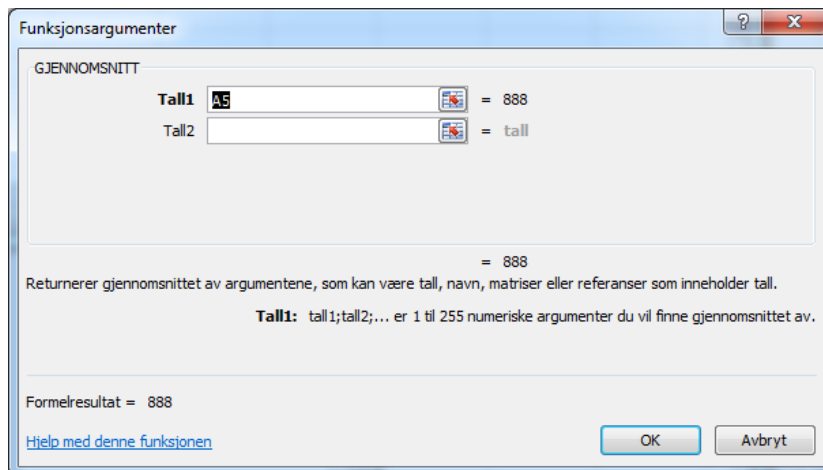 Funksjonsargumenter
GJENNOMSNITT
Tall1 A5 = 888
Tall2 = tall
= 888
Returnerer gjennomsnittet av argumentene, som kan være tall, navn, matriser eller referanser som inneholder tall.
Tall1: tall1;tall2;... er 1 til 255 numeriske argumenter du vil finne gjennomsnittet av.
Formelresultat = 888
Hjelp med denne funksjonen
OK
Avbryt